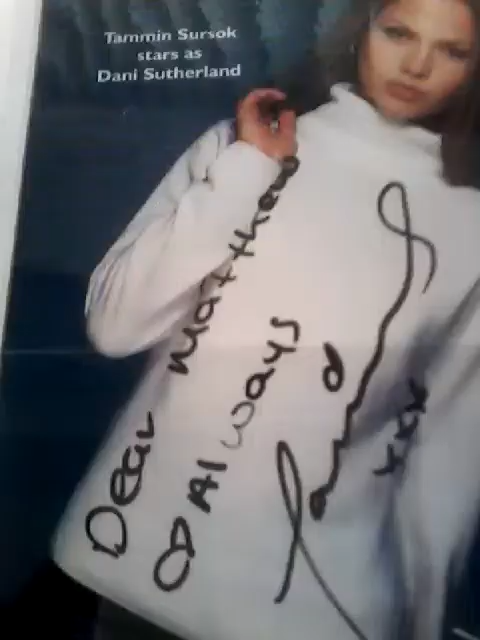 Tammin Sursok
stars as
Dani Sutherland
Dear Matthew
Always
xxx